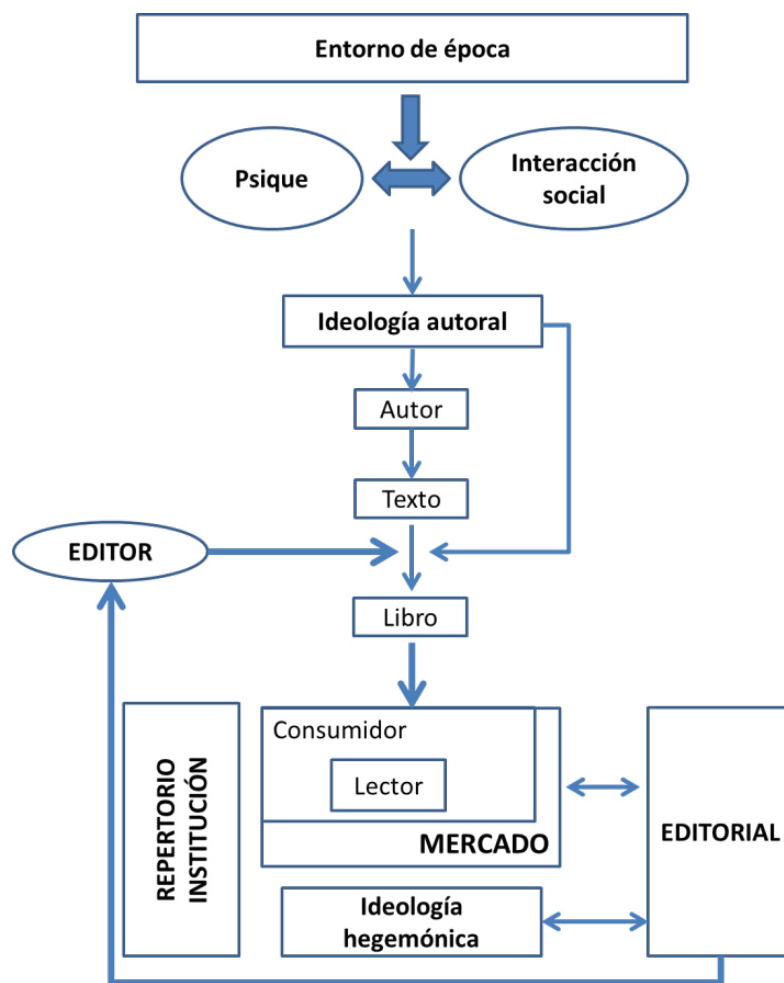 Entorno de época
Psique
Interacción
social
Ideología autoral
Autor
Texto
EDITOR
Libro
REPERTORIO
INSTITUCIÓN
Consumidor
Lector
MERCADO
EDITORIAL
Ideología
hegemónica